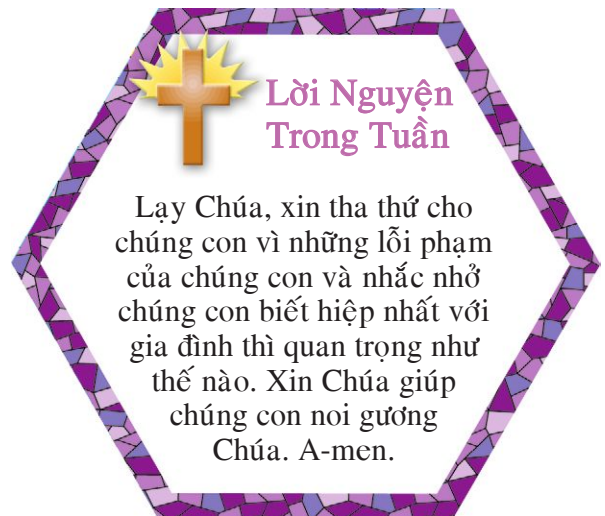 Lời Nguyện
Trong Tuần
Lạy Chúa, xin tha thứ cho
chúng con vì những lỗi phạm
của chúng con và nhắc nhở
chúng con biết hiệp nhất với
gia đình thì quan trọng như
thế nào. Xin Chúa giúp
chúng con noi gương
Chúa. A-men.